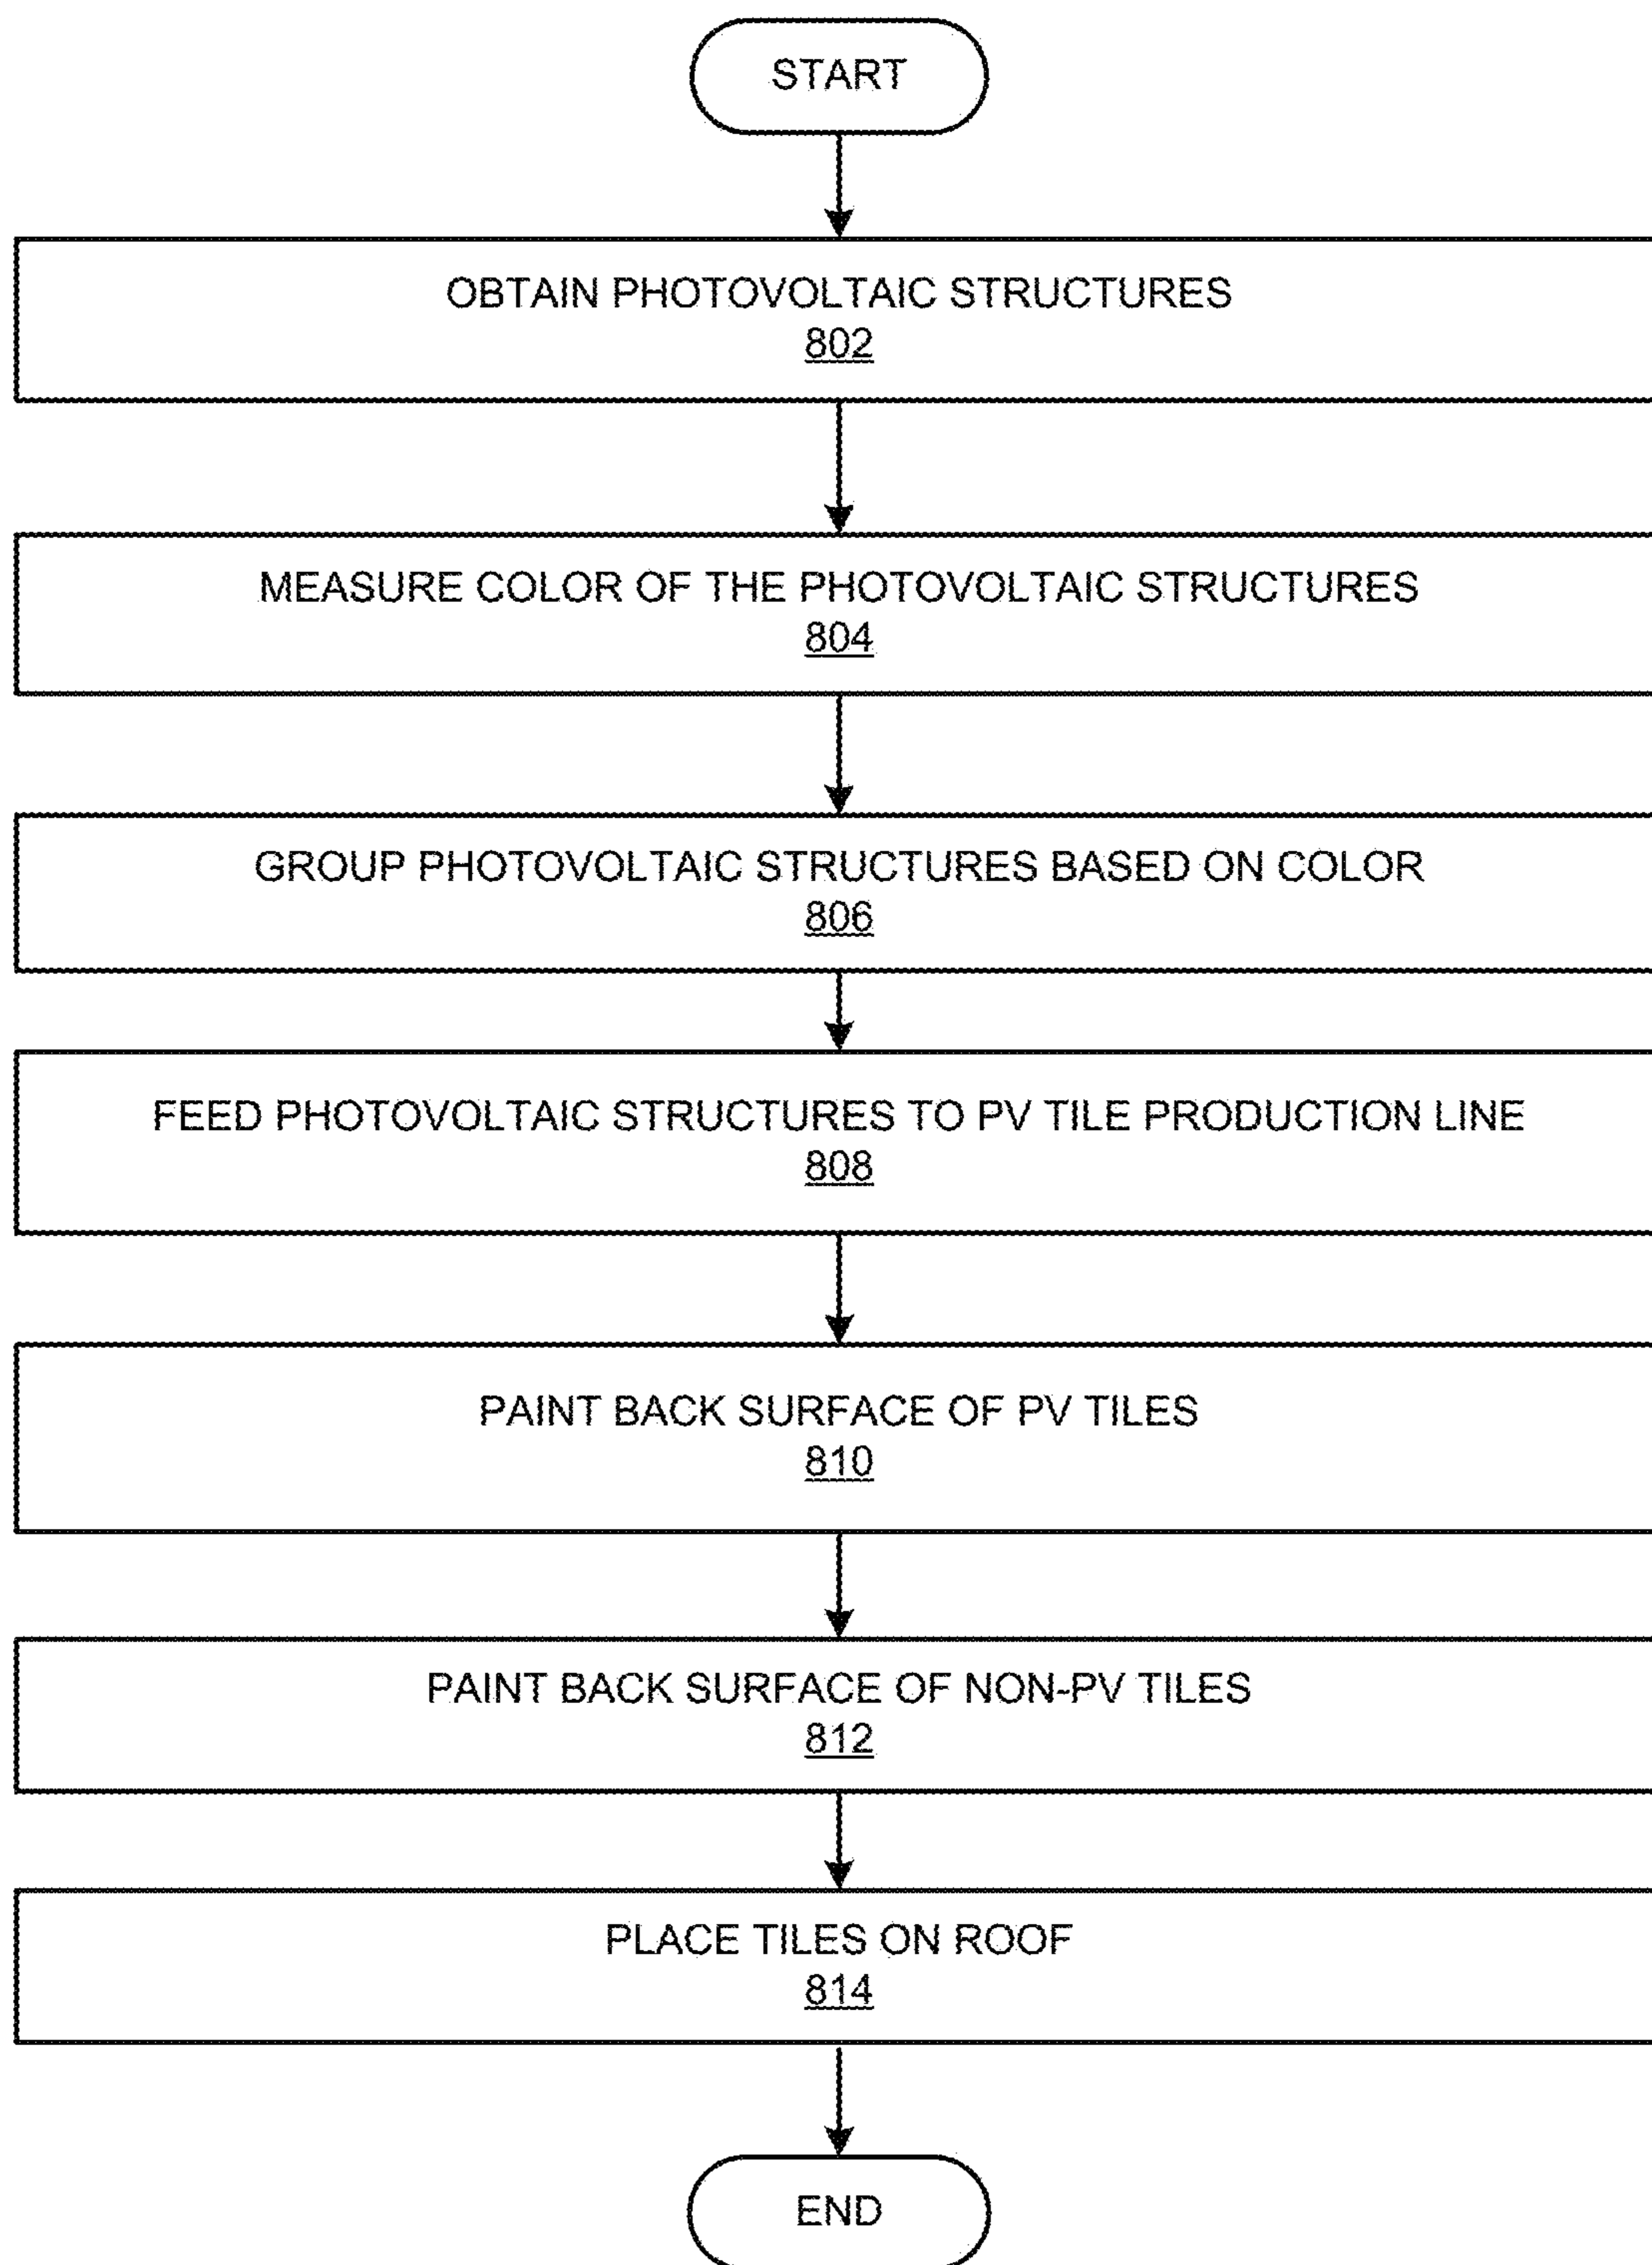 START
OBTAIN PHOTOVOLTAIC STRUCTURES
802
MEASURE COLOR OF THE PHOTOVOLTAIC STRUCTURES
804
GROUP PHOTOVOLTAIC STRUCTURES BASED ON COLOR
806
FEED PHOTOVOLTAIC STRUCTURES TO PV TILE PRODUCTION LINE
808
PAINT BACK SURFACE OF PV TILES
810
PAINT BACK SURFACE OF NON-PV TILES
812
PLACE TILES ON ROOF
814
END